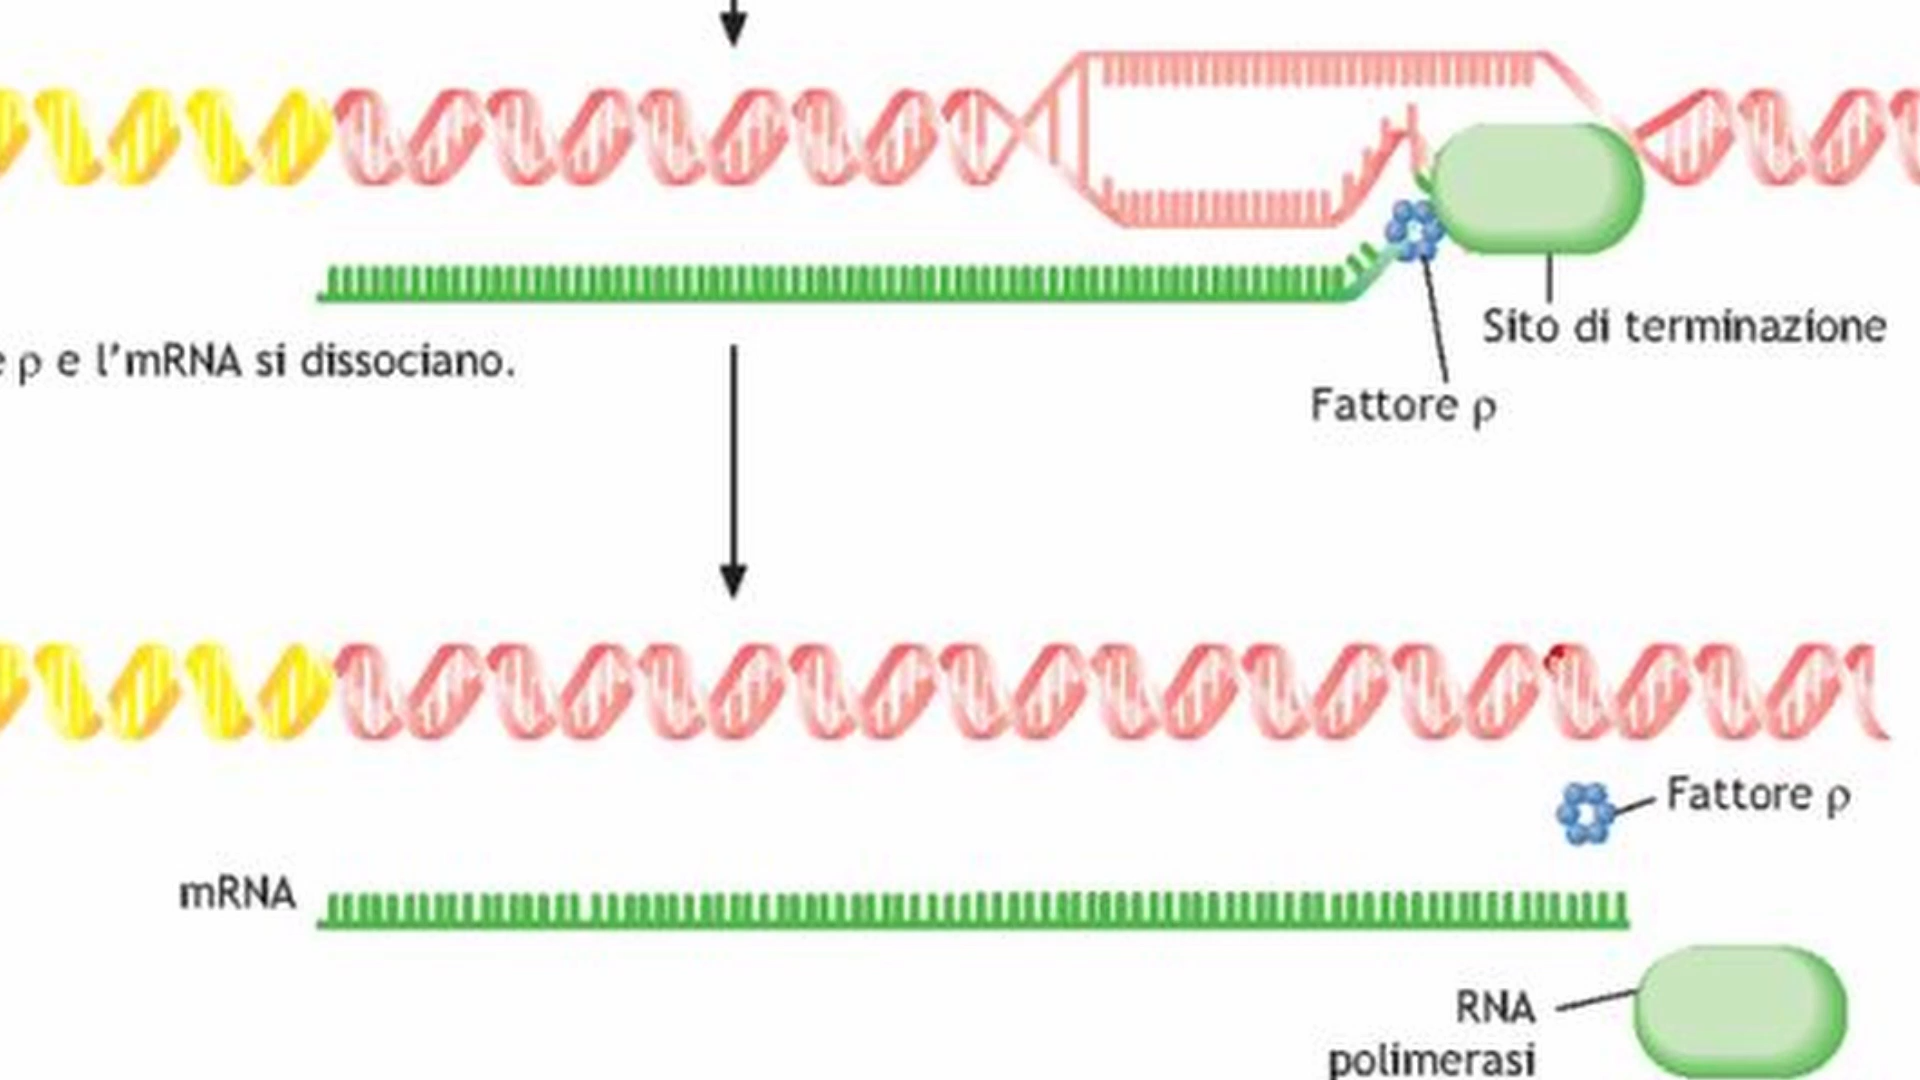 Sito di terminazione
ρ e l'mRNA si dissociano.
Fattore ρ
Fattore ρ
mRNA
RNA
polimerasi